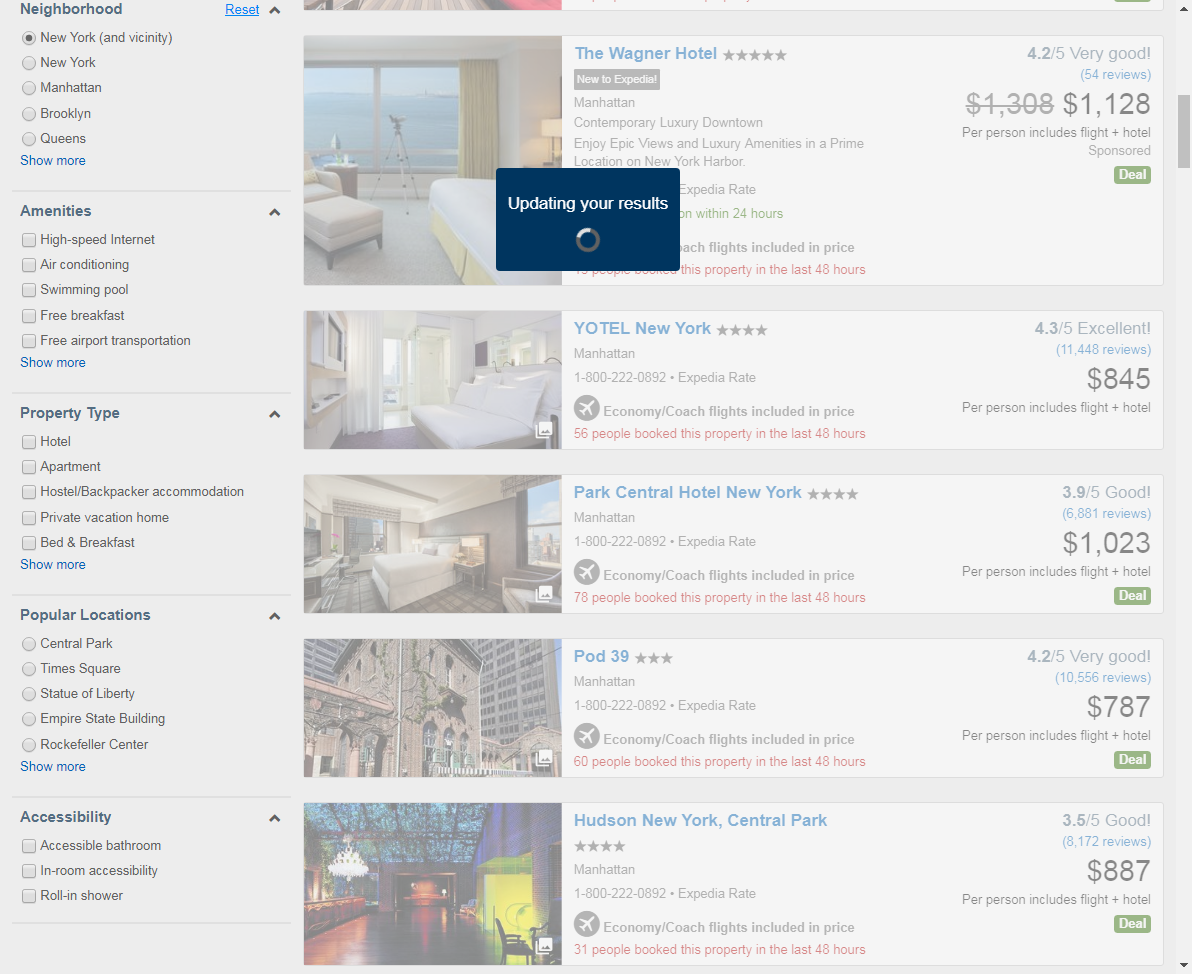 Neighborhood
Reset
New York (and vicinity)
New York
Manhattan
Brooklyn
Queens
Show more
Amenities
High-speed Internet
Air conditioning
Swimming pool
Free breakfast
Free airport transportation
Show more
Property Type
Hotel
Apartment
Hostel/Backpacker accommodation
Private vacation home
Bed & Breakfast
Show more
Popular Locations
Central Park
Times Square
Statue of Liberty
Empire State Building
Rockefeller Center
Show more
Accessibility
Accessible bathroom
In-room accessibility
Roll-in shower
The Wagner Hotel
New to Expedia!
Manhattan
Contemporary Luxury Downtown
Enjoy Epic Views and Luxury Amenities in a Prime
Location on New York Harbor.
Expedia Rate
within 24 hours
flights included in price
this property in the last 48 hours
4.2/5 Very good!
(54 reviews)
$1,308 $1,128
Per person includes flight + hotel
Sponsored
Deal
Updating your results
YOTEL New York
Manhattan
1-800-222-0892 • Expedia Rate
Economy/Coach flights included in price
56 people booked this property in the last 48 hours
4.3/5 Excellent!
(11,448 reviews)
$845
Per person includes flight + hotel
Park Central Hotel New York
Manhattan
1-800-222-0892 • Expedia Rate
Economy/Coach flights included in price
78 people booked this property in the last 48 hours
3.9/5 Good!
(6,881 reviews)
$1,023
Per person includes flight + hotel
Deal
Pod 39
Manhattan
1-800-222-0892 • Expedia Rate
Economy/Coach flights included in price
60 people booked this property in the last 48 hours
4.2/5 Very good!
(10,556 reviews)
$787
Per person includes flight + hotel
Deal
Hudson New York, Central Park
Manhattan
1-800-222-0892 • Expedia Rate
Economy/Coach flights included in price
31 people booked this property in the last 48 hours
3.5/5 Good!
(8,172 reviews)
$887
Per person includes flight + hotel
Deal